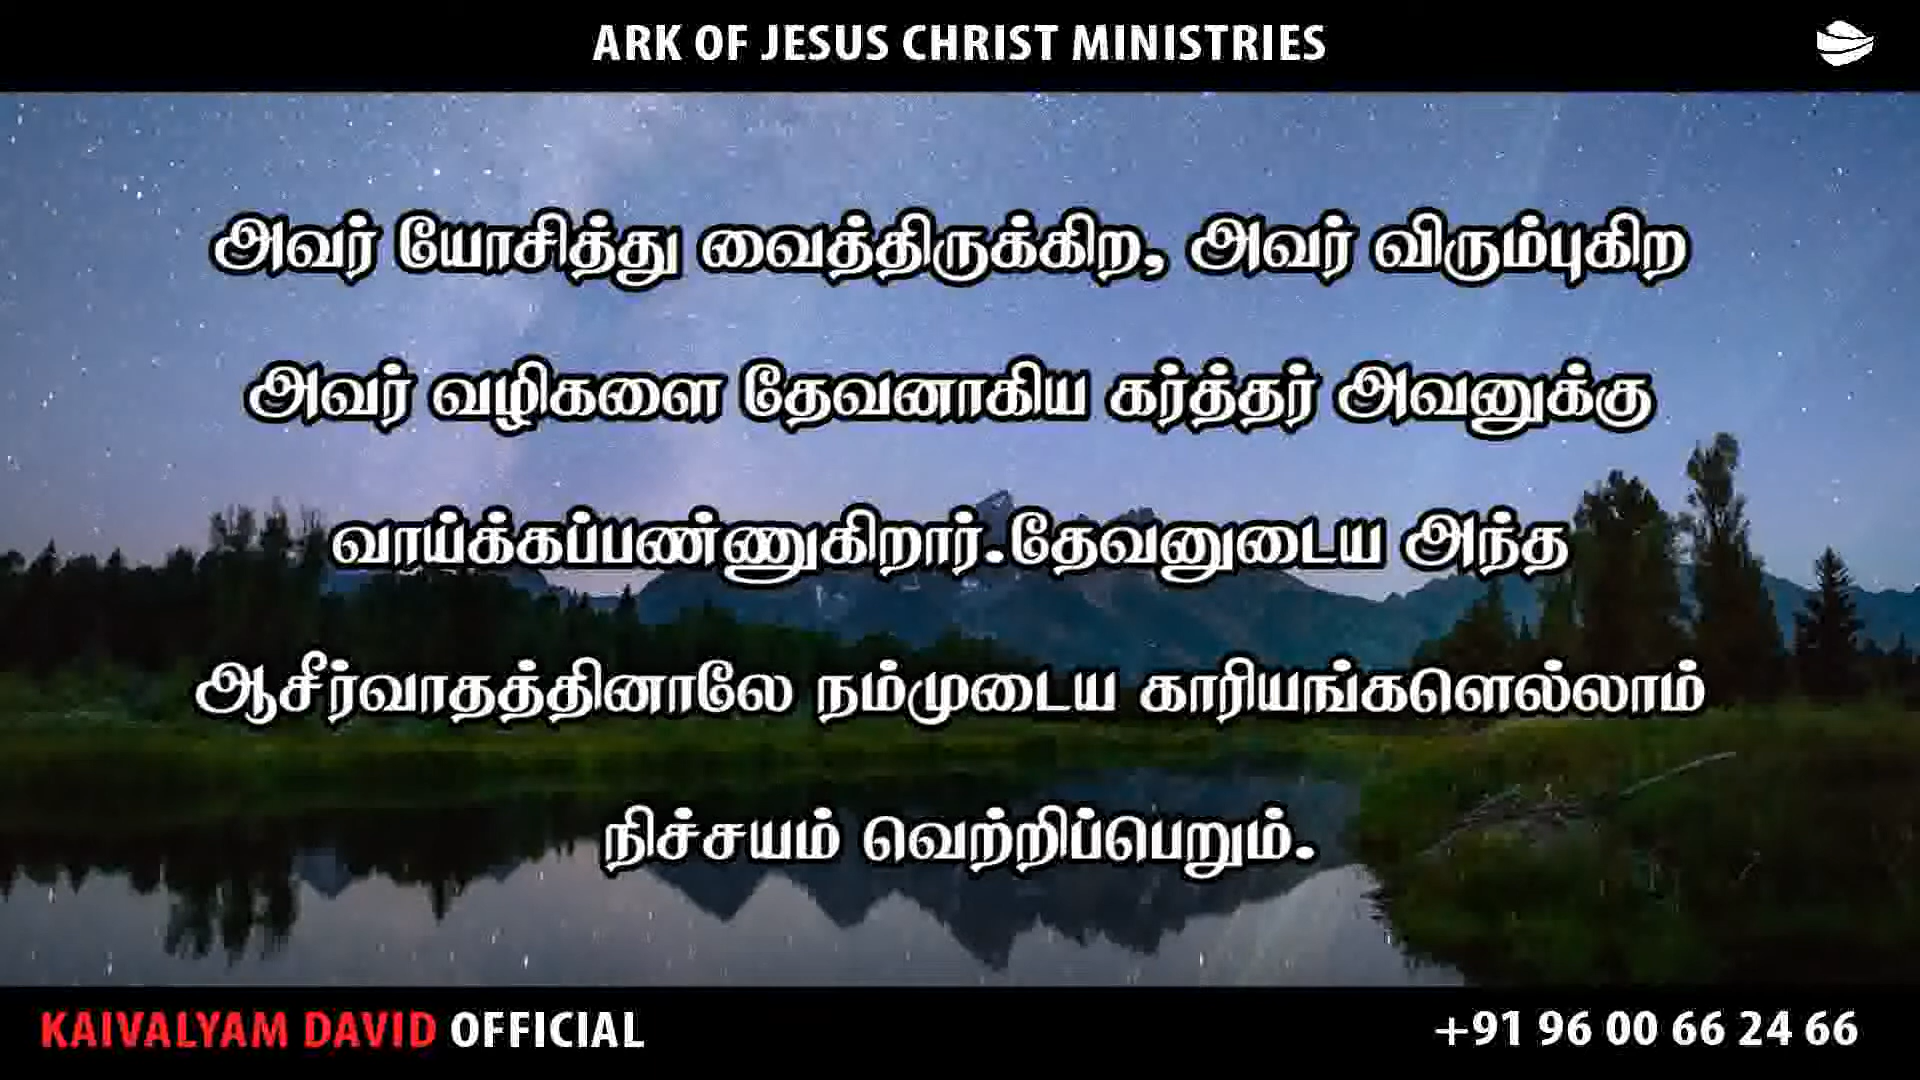 ARK OF JESUS CHRIST MINISTRIES
அவர் யோசித்து வைத்திருக்கிற, அவர் விரும்புகிற
அவர் வழிகளை தேவனாகிய கர்த்தர் அவனுக்கு
வாய்க்கப்பண்ணுகிறார்.தேவனுடைய அந்த
ஆசீர்வாதத்தினாலே நம்முடைய காரியங்களெல்லாம்
நிச்சயம் வெற்றிப்பெறும்.
KAIVALYAM DAVID OFFICIAL
+91 96 00 66 24 66